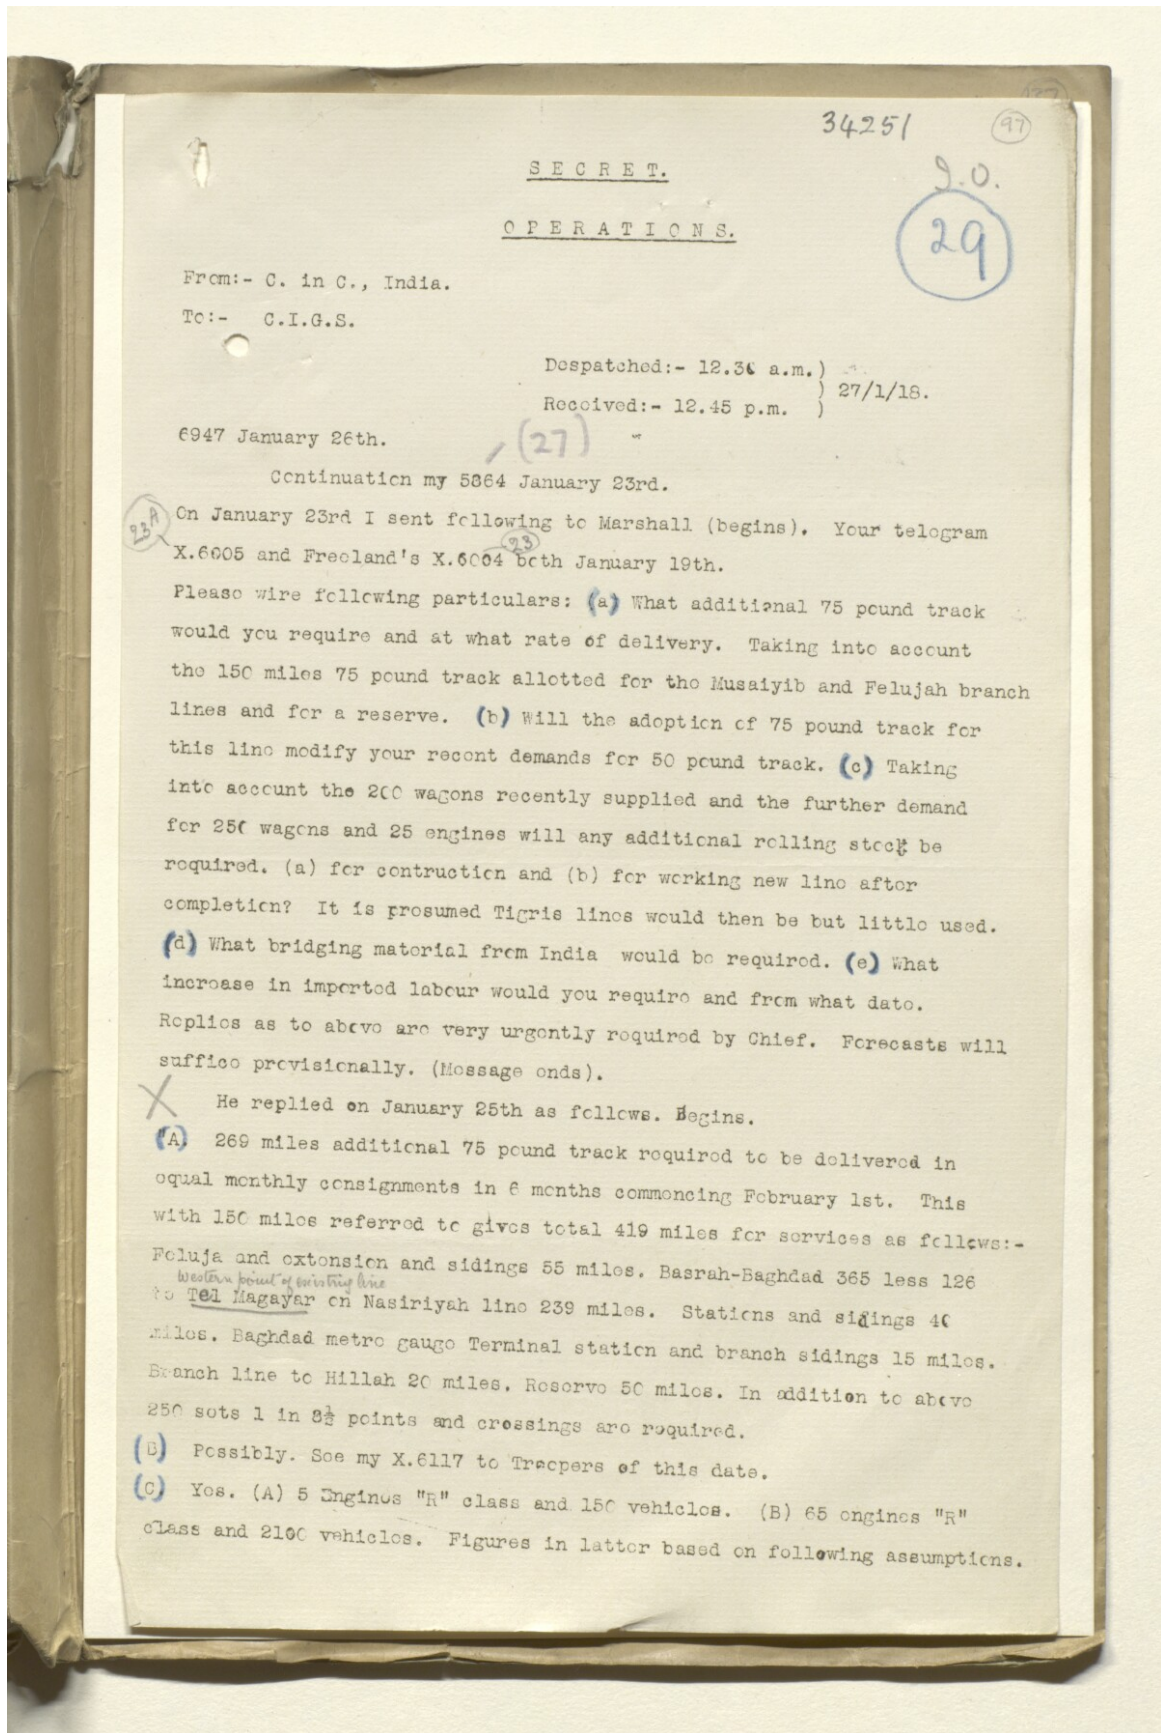 34251
97
S E C R E T.
I.O.
29
O P E R A T I O N S.
From:- C. in C., India.
To:- C.I.G.S.
Despatched:- 12.30 a.m.)
) 27/1/18.
Received:- 12.45 p.m. )
6947 January 26th.
(27)
Continuation my 5864 January 23rd.
23A
On January 23rd I sent following to Marshall (begins). Your telegram
23
X.6005 and Freeland's X.6004 both January 19th.
Please wire following particulars: (a) What additional 75 pound track
would you require and at what rate of delivery. Taking into account
the 150 miles 75 pound track allotted for the Musaiyib and Felujah branch
lines and for a reserve. (b) Will the adoption of 75 pound track for
this line modify your recent demands for 50 pound track. (c) Taking
into account the 200 wagons recently supplied and the further demand
for 250 wagons and 25 engines will any additional rolling stock be
required. (a) for contruction and (b) for working new line after
completion? It is presumed Tigris lines would then be but little used.
(d) What bridging material from India would be required. (e) What
increase in imported labour would you require and from what date.
Replies as to above are very urgently required by Chief. Forecasts will
suffice provisionally. (Message ends).
X
He replied on January 25th as follows. Begins.
"(A) 269 miles additional 75 pound track required to be delivered in
equal monthly consignments in 6 months commencing February 1st. This
with 150 miles referred to gives total 419 miles for services as follows:-
Feluja and extension and sidings 55 miles. Basrah-Baghdad 365 less 126
Western point of existing line
to Tel Magayar on Nasiriyah line 239 miles. Stations and sidings 40
miles. Baghdad metre gauge Terminal station and branch sidings 15 miles.
Branch line to Hillah 20 miles. Reserve 50 miles. In addition to above
250 sets 1 in 8½ points and crossings are required.
(B) Possibly. See my X.6117 to Troopers of this date.
(C) Yes. (A) 5 Engines "R" class and 150 vehicles. (B) 65 engines "R"
class and 2100 vehicles. Figures in latter based on following assumptions.